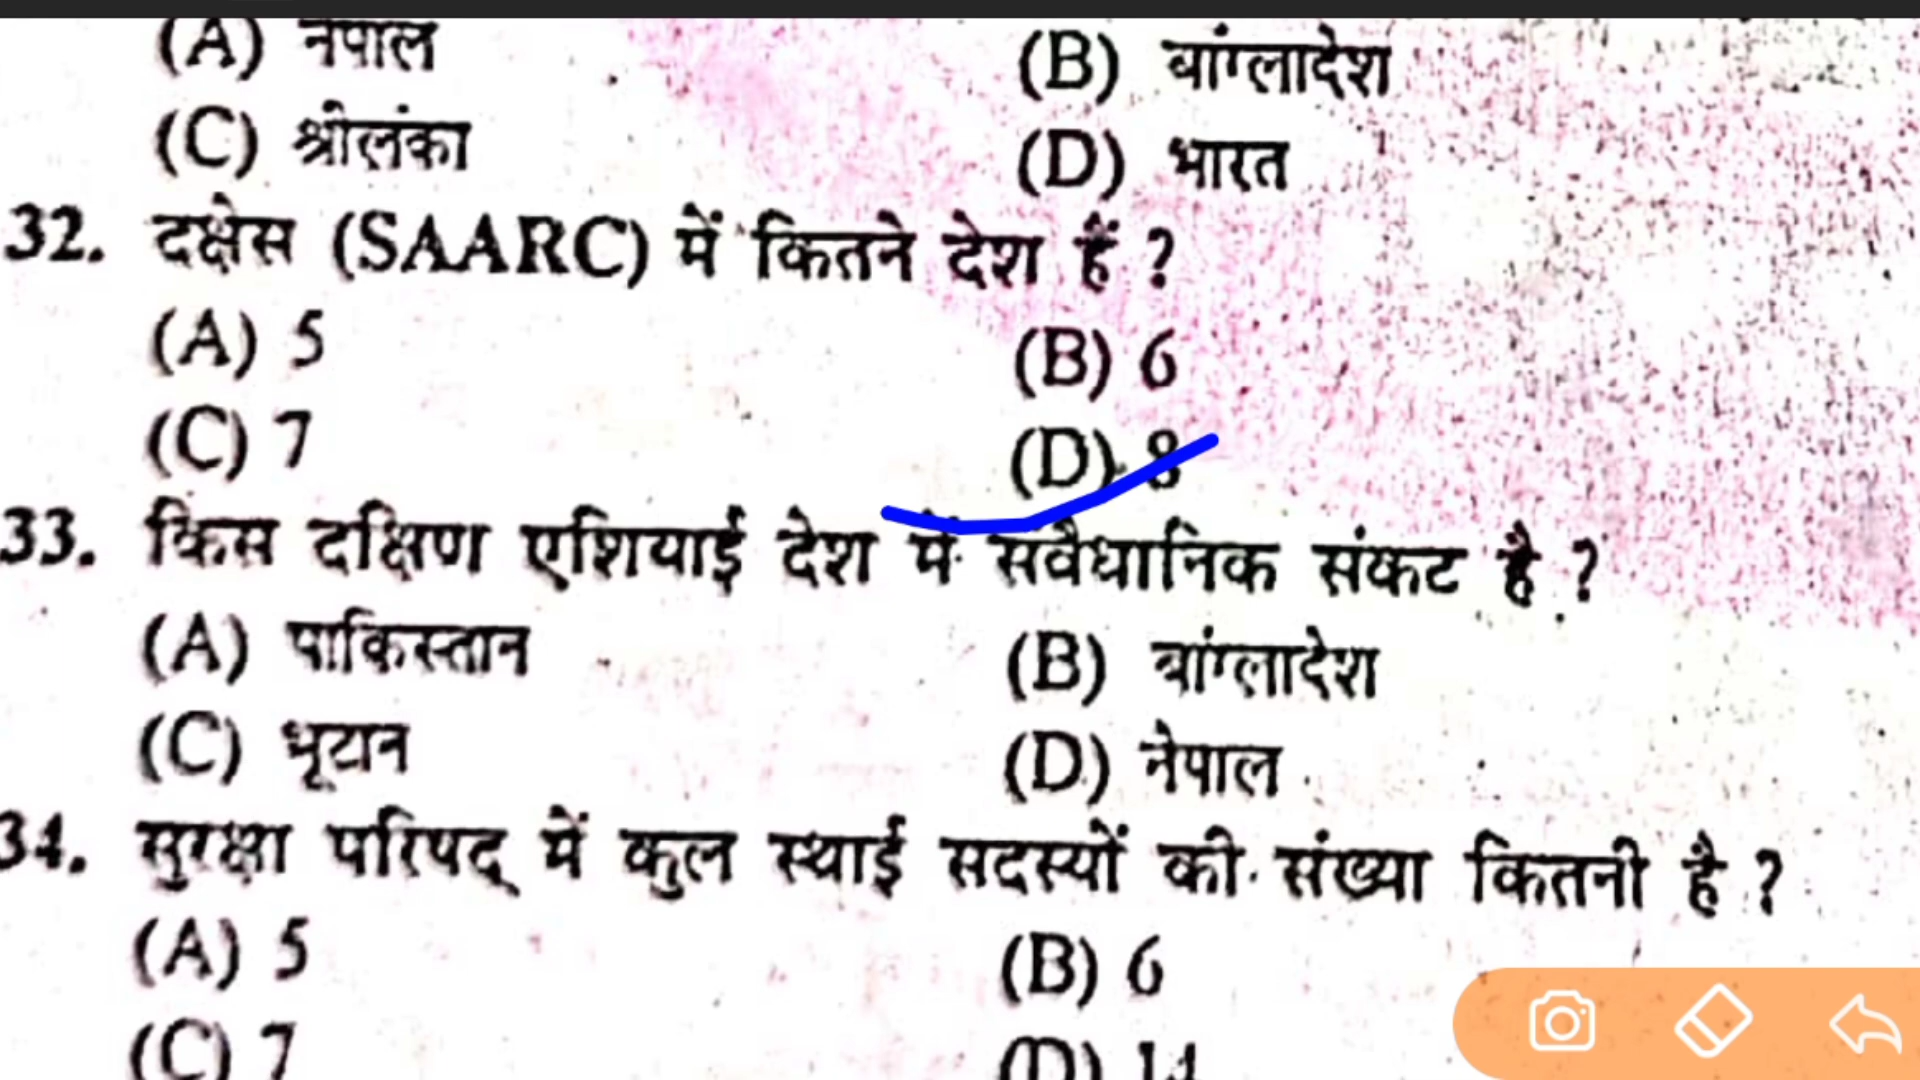 (A) नेपाल (B) बांग्लादेश
(C) श्रीलंका (D) भारत
32. दक्षेस (SAARC) में कितने देश हैं ?
(A) 5 (B) 6
(C) 7 (D) 8
33. किस दक्षिण एशियाई देश में संवैधानिक संकट है ?
(A) पाकिस्तान (B) बांग्लादेश
(C) भूटान (D) नेपाल
34. सुरक्षा परिषद् में कुल स्थाई सदस्यों की संख्या कितनी है ?
(A) 5 (B) 6
(C) 7 (D) 14